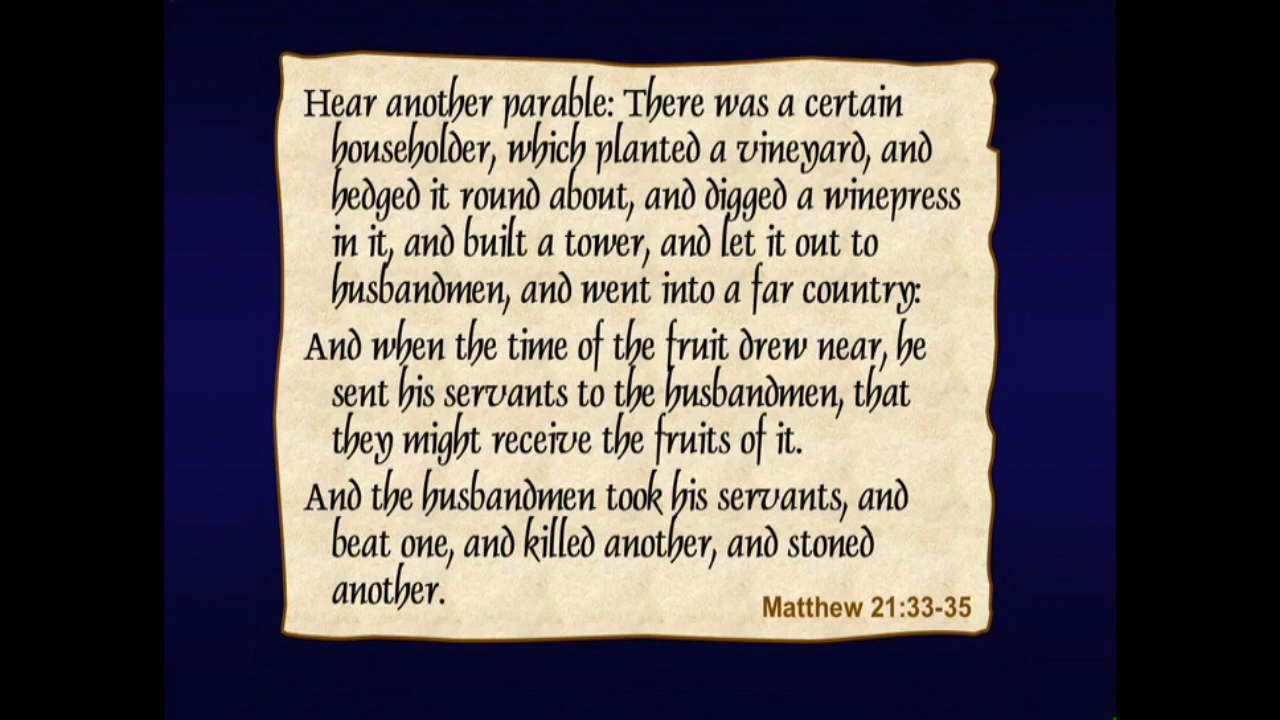 Hear another parable: There was a certain
householder, which planted a vineyard, and
hedged it round about, and digged a winepress
in it, and built a tower, and let it out to
husbandmen, and went into a far country:
And when the time of the fruit drew near, he
sent his servants to the husbandmen, that
they might receive the fruits of it.
And the husbandmen took his servants, and
beat one, and killed another, and stoned
another.
Matthew 21:33-35